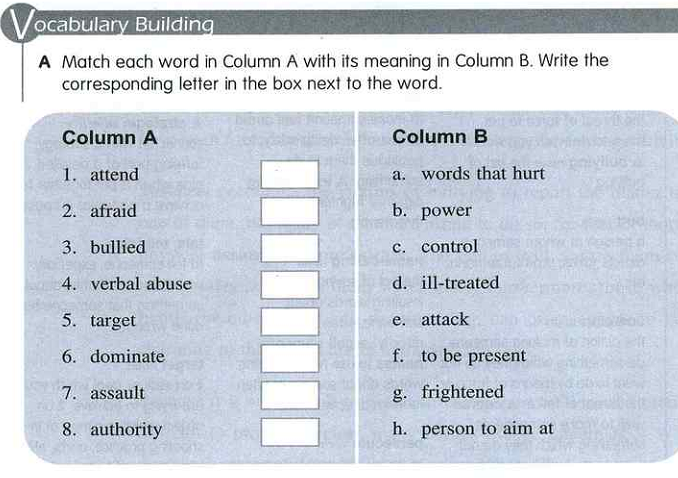 Vocabulary Building
A Match each word in Column A with its meaning in Column B. Write the
corresponding letter in the box next to the word.
Column A
1. attend
2. afraid
3. bullied
4. verbal abuse
5. target
6. dominate
7. assault
8. authority
Column B
a. words that hurt
b. power
c. control
d. ill-treated
e. attack
f. to be present
g. frightened
h. person to aim at